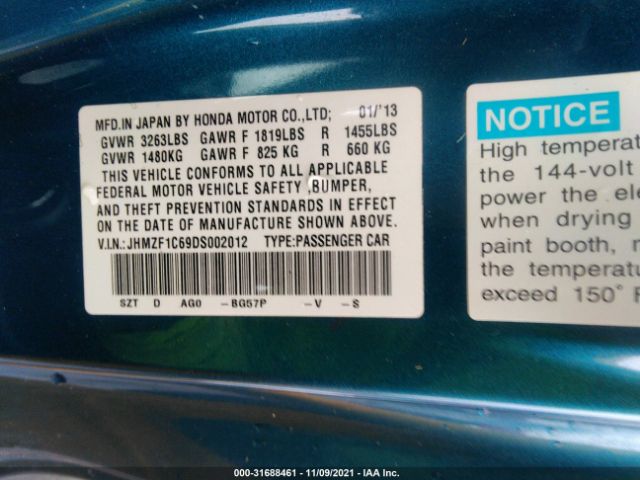 MFD.IN JAPAN BY HONDA MOTOR CO.,LTD; 01/'13
GVWR 3263LBS GAWR F 1819LBS R 1455LBS
GVWR 1480KG GAWR F 825 KG R 660 KG
THIS VEHICLE CONFORMS TO ALL APPLICABLE
FEDERAL MOTOR VEHICLE SAFETY ,BUMPER,
AND THEFT PREVENTION STANDARDS IN EFFECT
ON THE DATE OF MANUFACTURE SHOWN ABOVE.
V.I.N.:JHMZF1C69DS002012 TYPE:PASSENGER CAR
SZT D AG0 -BG57P -V -S
NOTICE
High temperat
the 144-volt
power the ele
when drying
paint booth, n
the temperatu
exceed 150° F
000-31688461 - 11/09/2021 - IAA Inc.